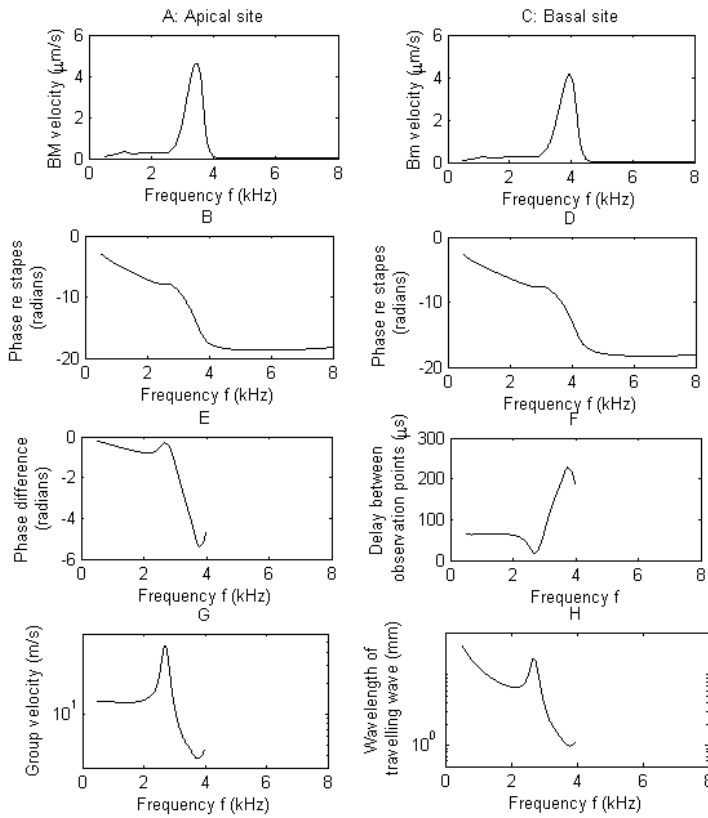 A: Apical site
BM velocity (μm/s)
6
4
2
0
0 2 4 6 8
Frequency f (kHz)
C: Basal site
Bm velocity (μm/s)
6
4
2
0
0 2 4 6 8
Frequency f (kHz)
B
Phase re stapes
(radians)
0
-10
-20
0 2 4 6 8
Frequency f (kHz)
D
Phase re stapes
(radians)
0
-10
-20
0 2 4 6 8
Frequency f (kHz)
E
Phase difference
(radians)
0
-2
-4
-6
0 2 4 6 8
Frequency f (kHz)
F
Delay between
observation points (μs)
300
200
100
0
0 2 4 6 8
Frequency f
G
Group velocity (m/s)
10¹
0 2 4 6 8
Frequency f (kHz)
H
Wavelength of
travelling wave (mm)
10⁰
0 2 4 6 8
Frequency f (kHz)